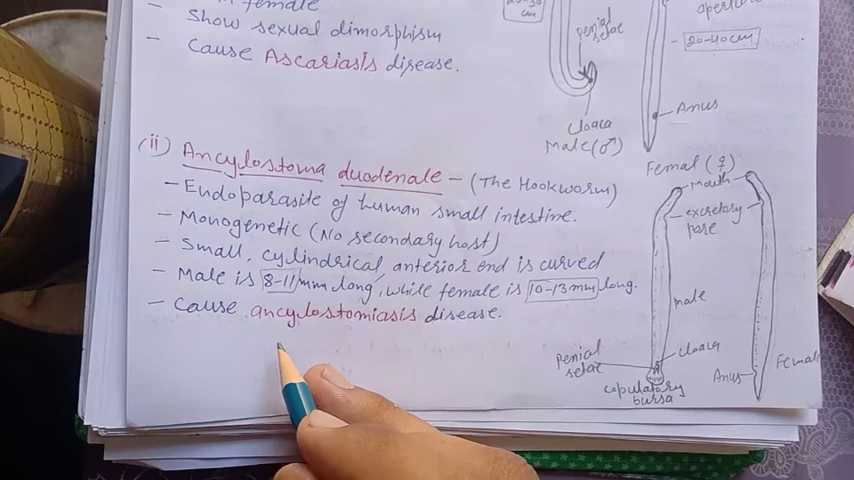 female
- Show sexual dimorphism
- Cause Ascariasis disease.
cm
penial
setae
Cloaca
Male (♂)
aperture
20-40cm
Anus
(ii) Ancylostoma duodenale - (The Hookworm)
- Endoparasite of human small intestine.
- Monogenetic (No secondary host)
- Small, cylindrical anterior end is curved
- Male is 8-11 mm long, while female is 10-13 mm long.
- Cause ancylostomiasis disease.
Femal (♀)
Mouth
excretory
pore
male
Penial
setae
Cloaca
copulatory
bursa
Anus
Female